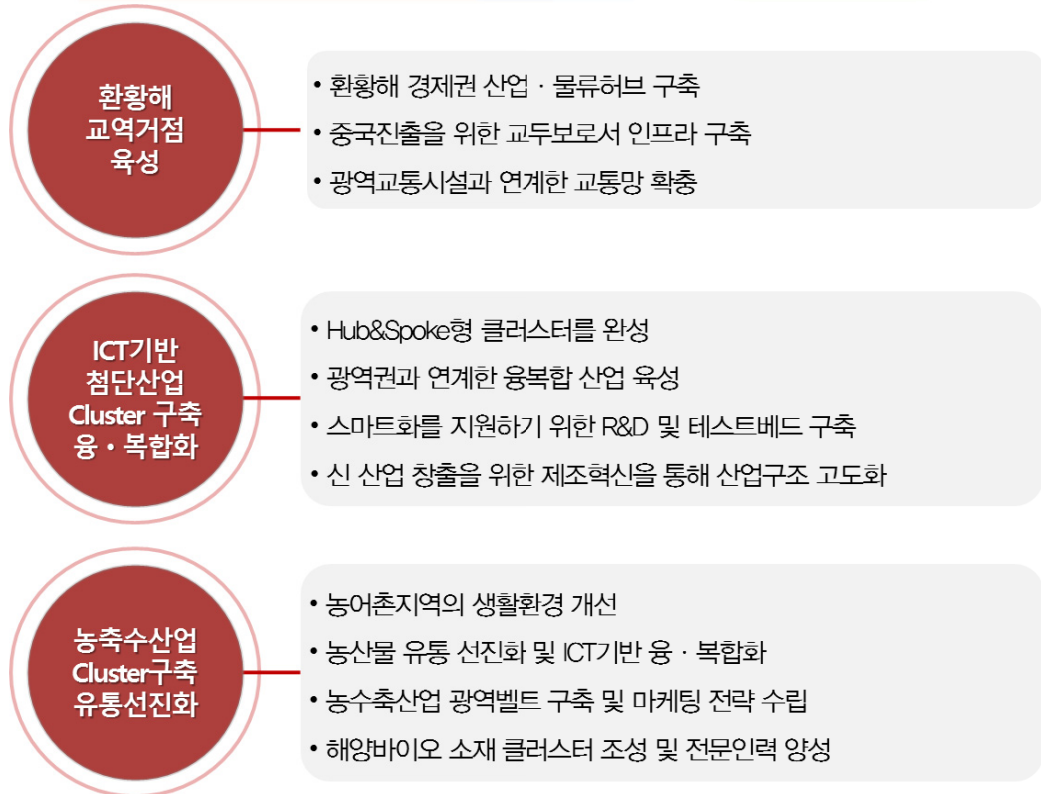 환황해
교역거점
육성
• 환황해 경제권 산업 · 물류허브 구축
• 중국진출을 위한 교두보로서 인프라 구축
• 광역교통시설과 연계한 교통망 확충
ICT기반
첨단산업
Cluster 구축
융 · 복합화
• Hub&Spoke형 클러스터를 완성
• 광역권과 연계한 융복합 산업 육성
• 스마트화를 지원하기 위한 R&D 및 테스트베드 구축
• 신 산업 창출을 위한 제조혁신을 통해 산업구조 고도화
농축수산업
Cluster구축
유통선진화
• 농어촌지역의 생활환경 개선
• 농산물 유통 선진화 및 ICT기반 융 · 복합화
• 농수축산업 광역벨트 구축 및 마케팅 전략 수립
• 해양바이오 소재 클러스터 조성 및 전문인력 양성